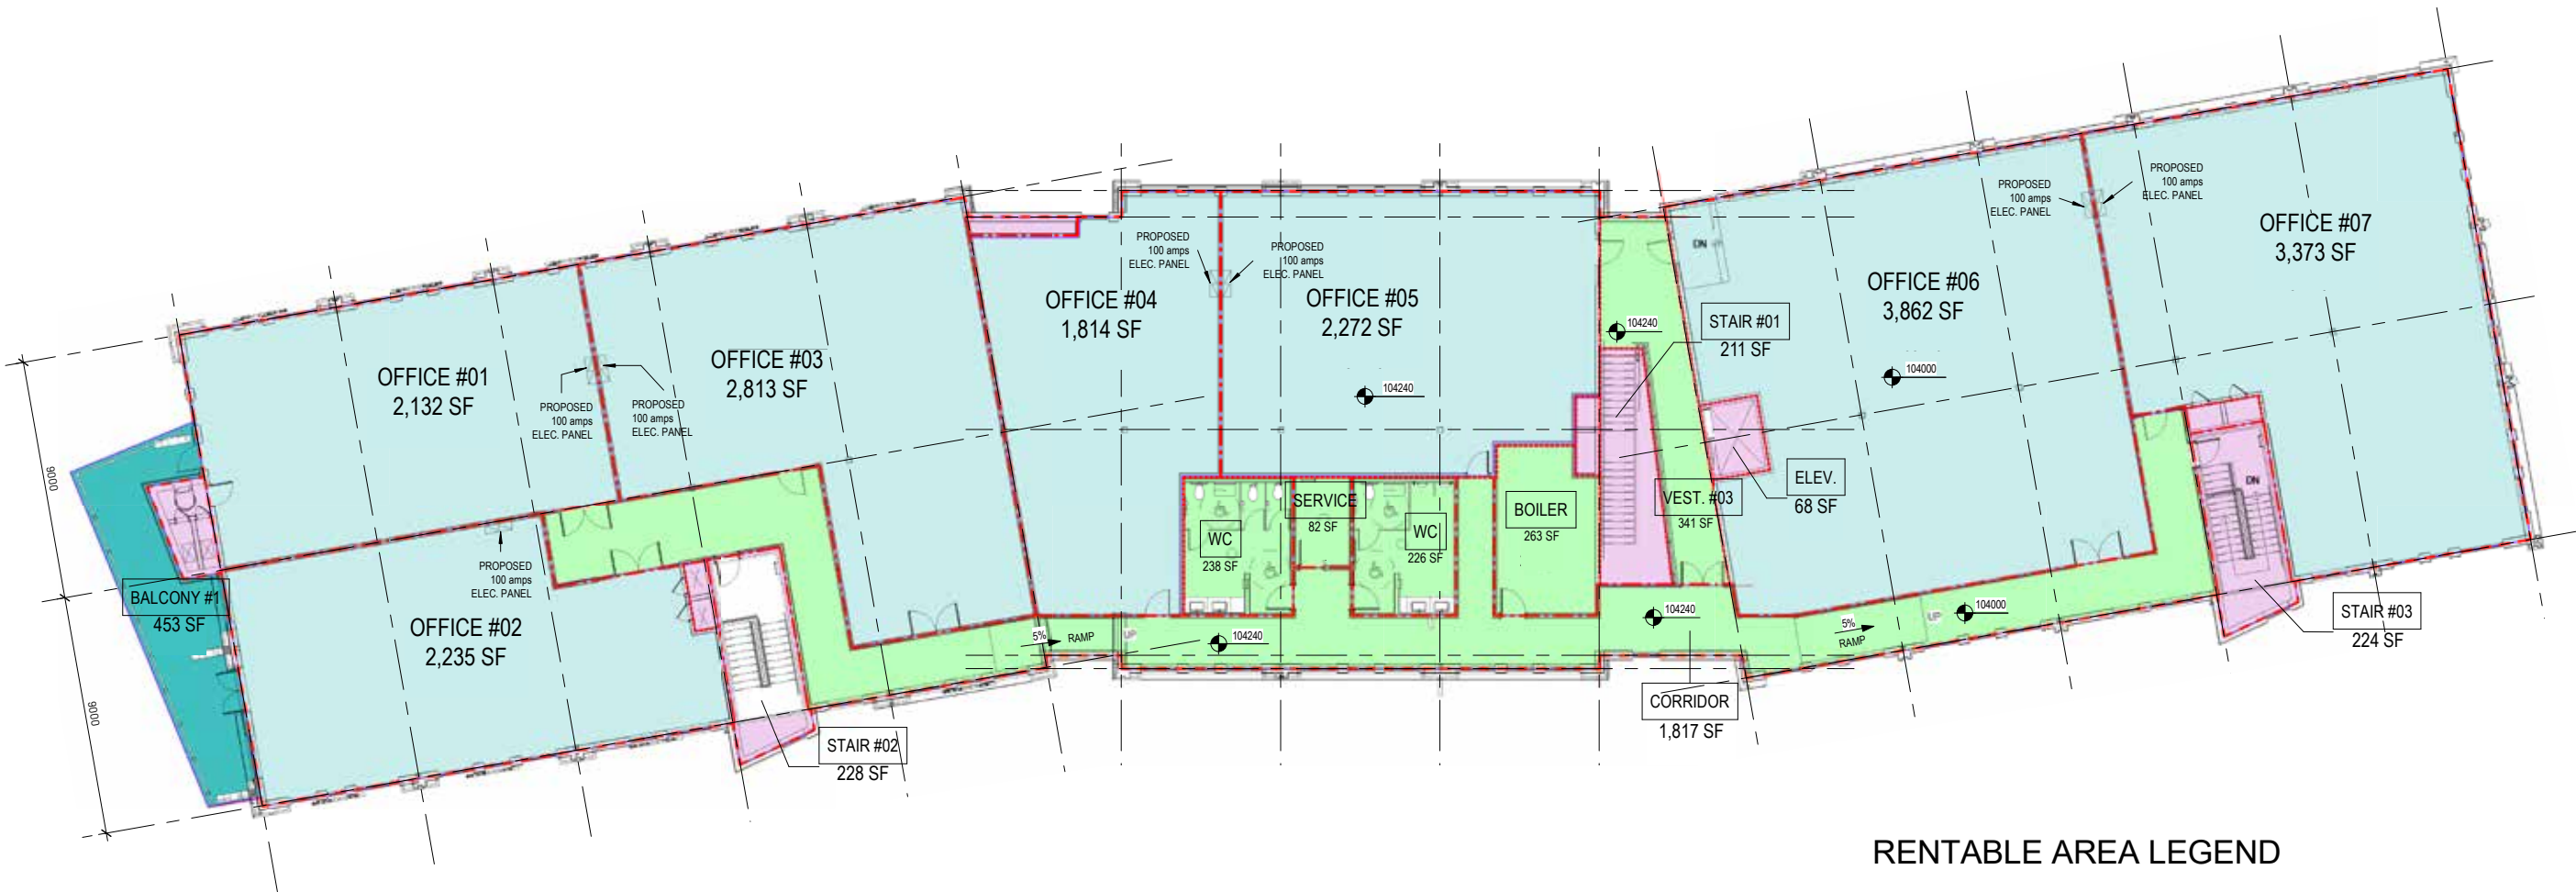 OFFICE #01
2,132 SF
PROPOSED
100 amps
ELEC. PANEL
PROPOSED
100 amps
ELEC. PANEL
OFFICE #03
2,813 SF
9000
9000
BALCONY #1
453 SF
OFFICE #02
2,235 SF
PROPOSED
100 amps
ELEC. PANEL
STAIR #02
228 SF
OFFICE #04
1,814 SF
PROPOSED
100 amps
ELEC. PANEL
PROPOSED
100 amps
ELEC. PANEL
OFFICE #05
2,272 SF
104240
WC
238 SF
SERVICE
82 SF
WC
226 SF
BOILER
263 SF
5%
RAMP
UP
104240
104240
STAIR #01
211 SF
VEST. #03
341 SF
ELEV.
68 SF
104240
CORRIDOR
1,817 SF
DN
OFFICE #06
3,862 SF
104000
PROPOSED
100 amps
ELEC. PANEL
PROPOSED
100 amps
ELEC. PANEL
OFFICE #07
3,373 SF
5%
RAMP
UP
104000
DN
STAIR #03
224 SF
RENTABLE AREA LEGEND